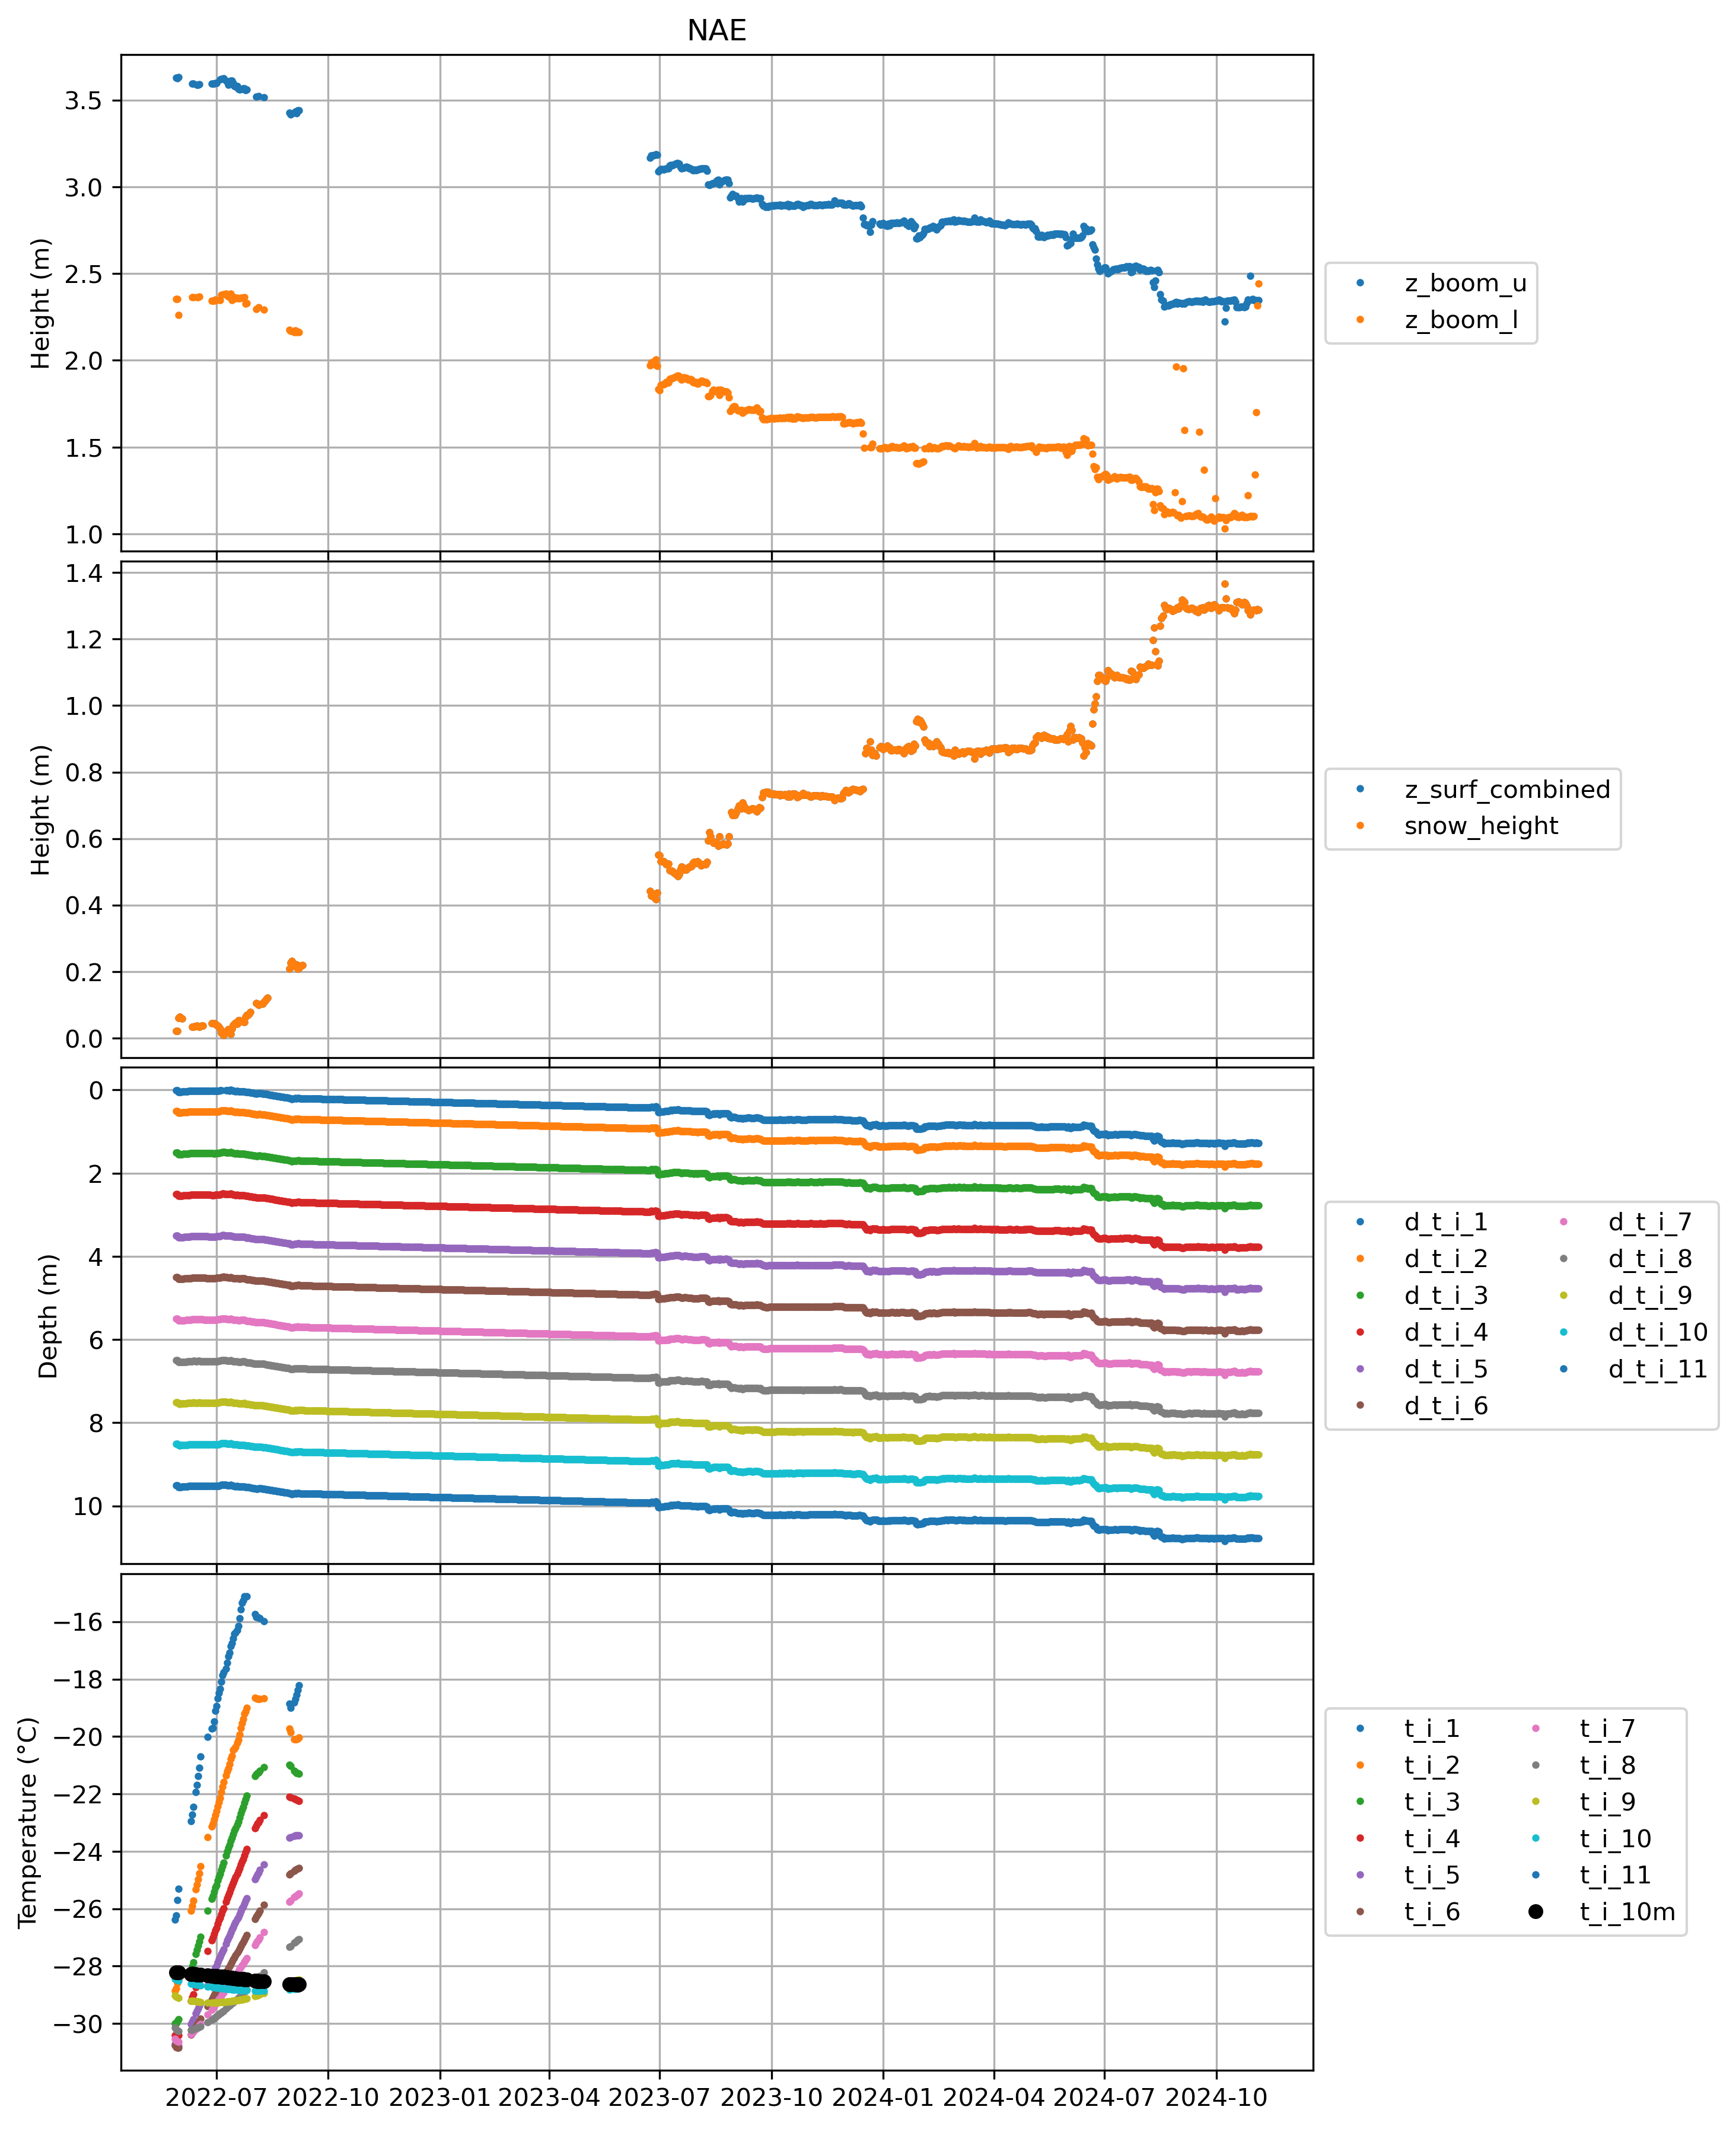 NAE
3.5
3.0
2.5
2.0
1.5
1.0
Height (m)
z_boom_u
z_boom_l
1.4
1.2
1.0
0.8
0.6
0.4
0.2
0.0
Height (m)
z_surf_combined
snow_height
0
2
4
6
8
10
Depth (m)
d_t_i_1
d_t_i_2
d_t_i_3
d_t_i_4
d_t_i_5
d_t_i_6
d_t_i_7
d_t_i_8
d_t_i_9
d_t_i_10
d_t_i_11
−16
−18
−20
−22
−24
−26
−28
−30
Temperature (°C)
t_i_1
t_i_2
t_i_3
t_i_4
t_i_5
t_i_6
t_i_7
t_i_8
t_i_9
t_i_10
t_i_11
t_i_10m
2022-07 2022-10 2023-01 2023-04 2023-07 2023-10 2024-01 2024-04 2024-07 2024-10